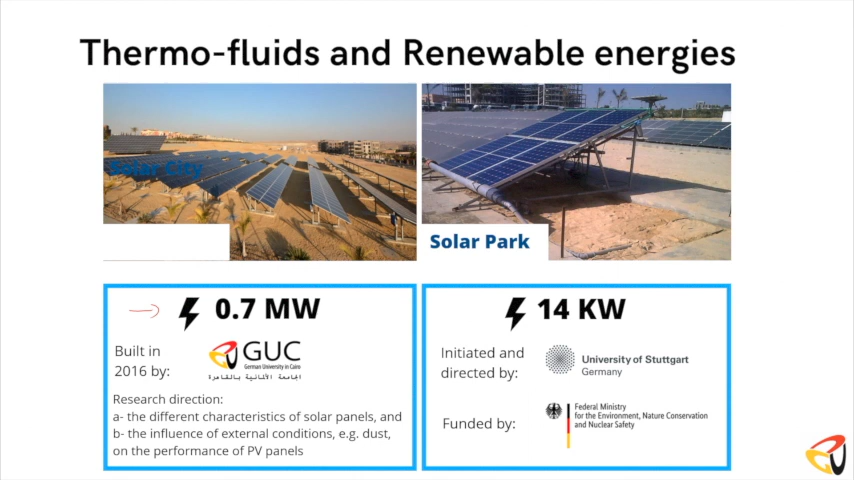 Thermo-fluids and Renewable energies
Solar City
Solar Park
0.7 MW
Built in
2016 by:
GUC
German University in Cairo
الجامعة الألمانية بالقاهرة
Research direction:
a- the different characteristics of solar panels, and
b- the influence of external conditions, e.g. dust,
on the performance of PV panels
14 KW
Initiated and
directed by:
University of Stuttgart
Germany
Funded by:
Federal Ministry
for the Environment, Nature Conservation
and Nuclear Safety